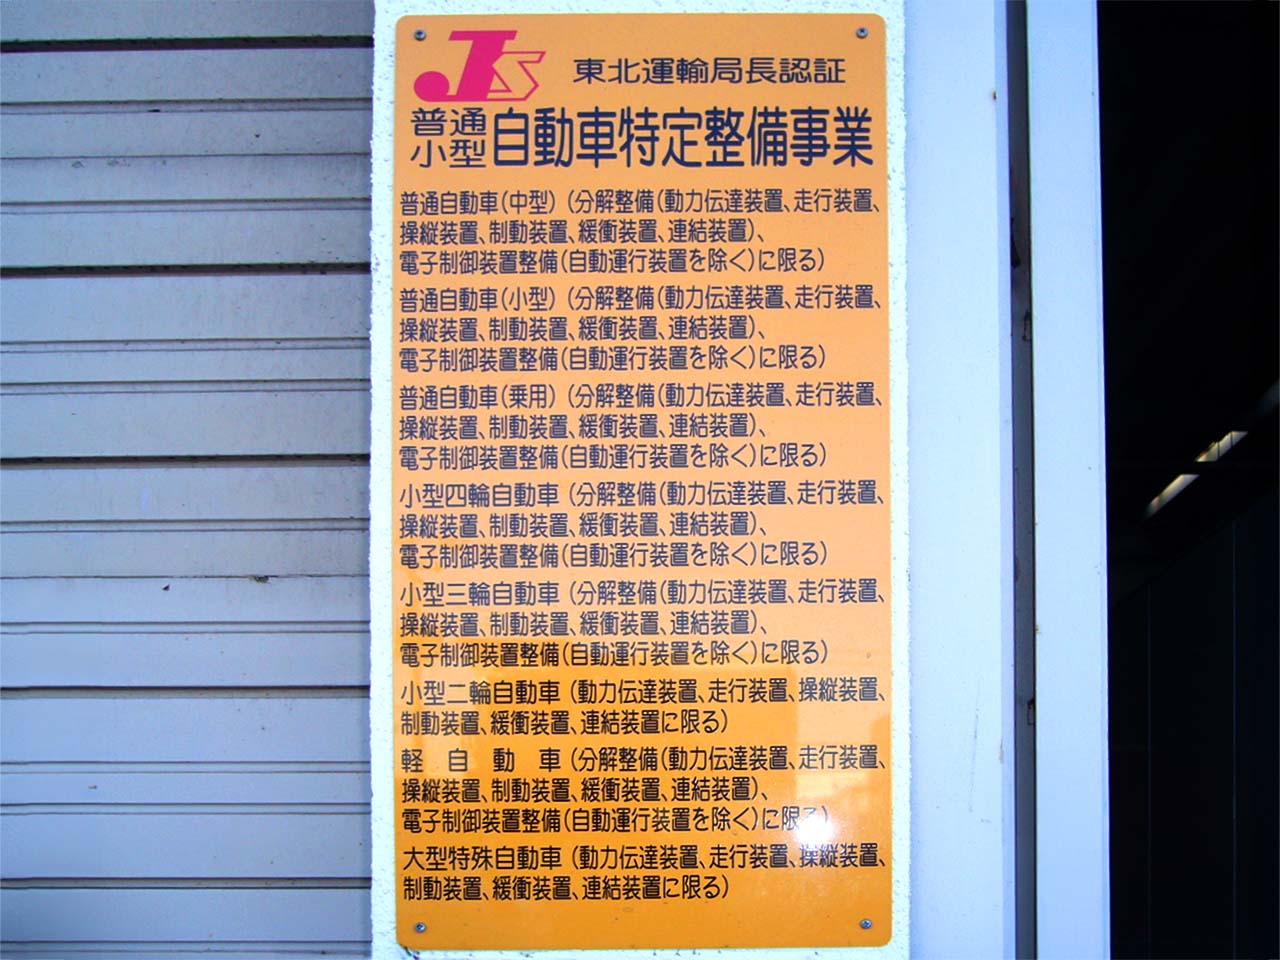 JS 東北運輸局長認証
普通
小型 自動車特定整備事業
普通自動車(中型)(分解整備(動力伝達装置、走行装置、
操縦装置、制動装置、緩衝装置、連結装置)、
電子制御装置整備(自動運行装置を除く)に限る)
普通自動車(小型)(分解整備(動力伝達装置、走行装置、
操縦装置、制動装置、緩衝装置、連結装置)、
電子制御装置整備(自動運行装置を除く)に限る)
普通自動車(乗用)(分解整備(動力伝達装置、走行装置、
操縦装置、制動装置、緩衝装置、連結装置)、
電子制御装置整備(自動運行装置を除く)に限る)
小型四輪自動車(分解整備(動力伝達装置、走行装置、
操縦装置、制動装置、緩衝装置、連結装置)、
電子制御装置整備(自動運行装置を除く)に限る)
小型三輪自動車(分解整備(動力伝達装置、走行装置、
操縦装置、制動装置、緩衝装置、連結装置)、
電子制御装置整備(自動運行装置を除く)に限る)
小型二輪自動車(動力伝達装置、走行装置、操縦装置、
制動装置、緩衝装置、連結装置に限る)
軽自動車(分解整備(動力伝達装置、走行装置、
操縦装置、制動装置、緩衝装置、連結装置)、
電子制御装置整備(自動運行装置を除く)に限る)
大型特殊自動車(動力伝達装置、走行装置、操縦装置、
制動装置、緩衝装置、連結装置に限る)